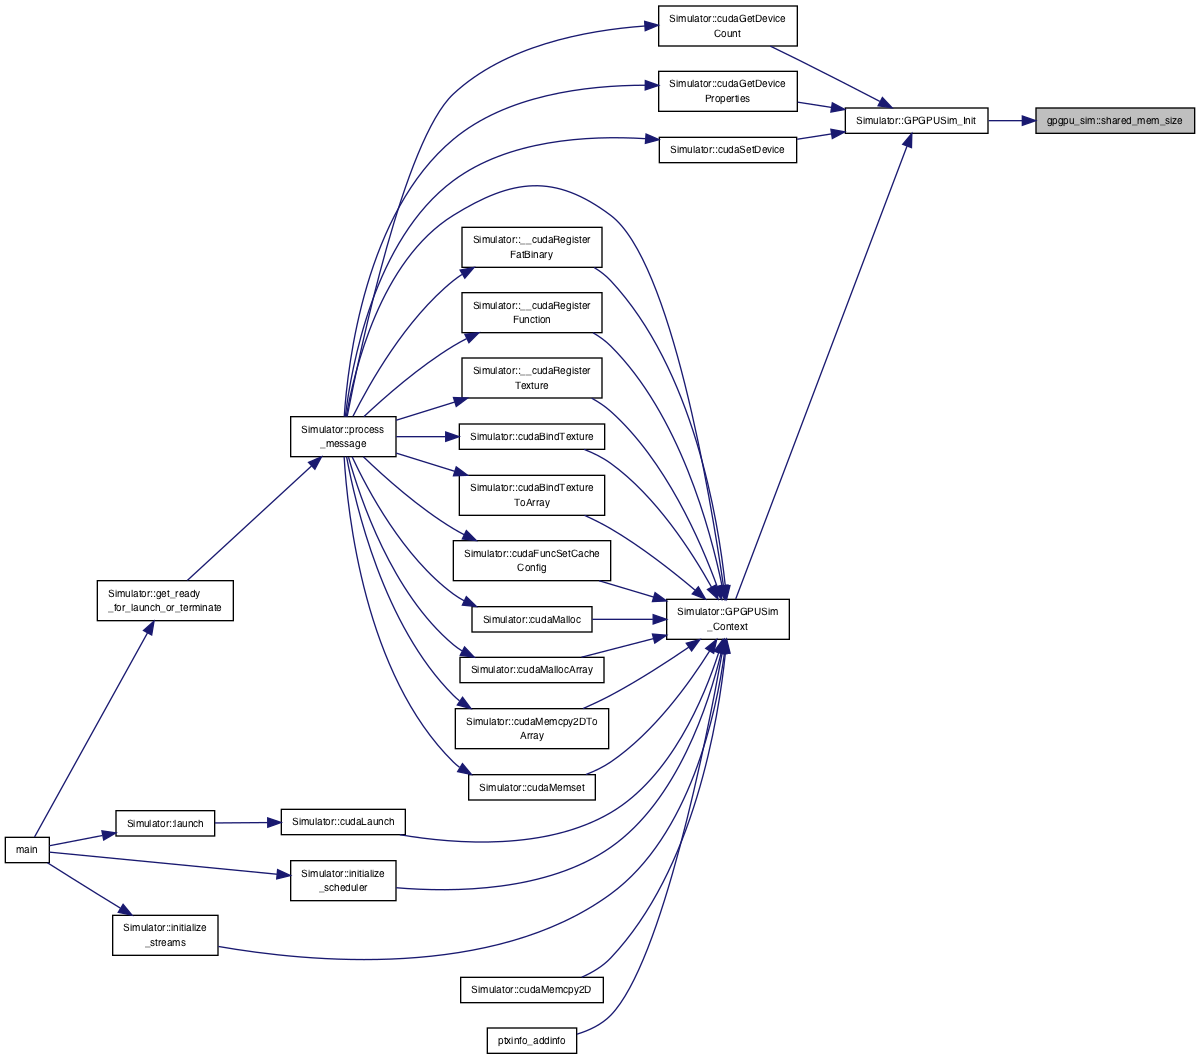 Simulator::cudaGetDevice
Count
Simulator::cudaGetDevice
Properties
Simulator::GPGPUSim_Init
gpgpu_sim::shared_mem_size
Simulator::cudaSetDevice
Simulator::__cudaRegister
FatBinary
Simulator::__cudaRegister
Function
Simulator::__cudaRegister
Texture
Simulator::process
_message
Simulator::cudaBindTexture
Simulator::cudaBindTexture
ToArray
Simulator::cudaFuncSetCache
Config
Simulator::get_ready
_for_launch_or_terminate
Simulator::cudaMalloc
Simulator::GPGPUSim
_Context
Simulator::cudaMallocArray
Simulator::cudaMemcpy2DTo
Array
Simulator::cudaMemset
Simulator::launch
Simulator::cudaLaunch
main
Simulator::initialize
_scheduler
Simulator::initialize
_streams
Simulator::cudaMemcpy2D
ptxinfo_addinfo